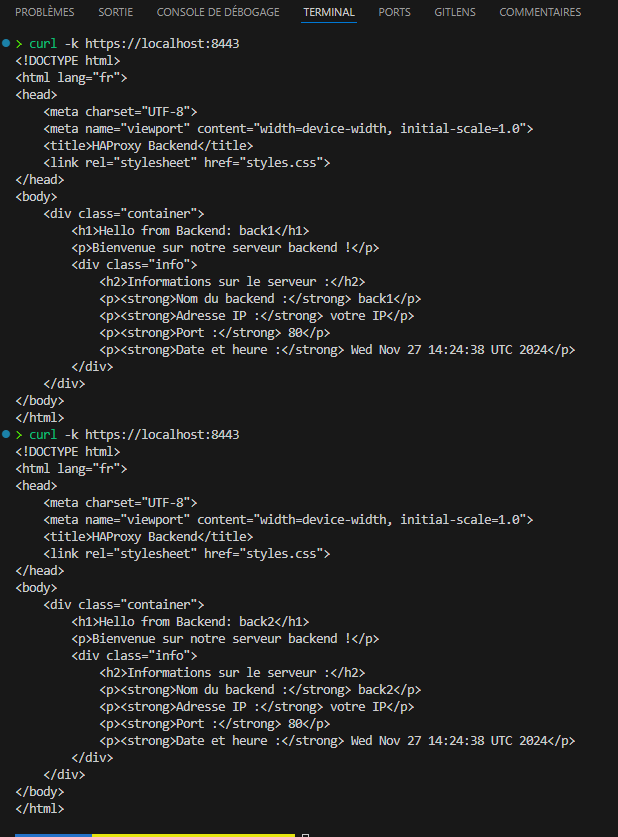 PROBLÈMES SORTIE CONSOLE DE DÉBOGAGE TERMINAL PORTS GITLENS COMMENTAIRES
> curl -k https://localhost:8443
<!DOCTYPE html>
<html lang="fr">
<head>
    <meta charset="UTF-8">
    <meta name="viewport" content="width=device-width, initial-scale=1.0">
    <title>HAProxy Backend</title>
    <link rel="stylesheet" href="styles.css">
</head>
<body>
    <div class="container">
        <h1>Hello from Backend: back1</h1>
        <p>Bienvenue sur notre serveur backend !</p>
        <div class="info">
            <h2>Informations sur le serveur :</h2>
            <p><strong>Nom du backend :</strong> back1</p>
            <p><strong>Adresse IP :</strong> votre IP</p>
            <p><strong>Port :</strong> 80</p>
            <p><strong>Date et heure :</strong> Wed Nov 27 14:24:38 UTC 2024</p>
        </div>
    </div>
</body>
</html>
> curl -k https://localhost:8443
<!DOCTYPE html>
<html lang="fr">
<head>
    <meta charset="UTF-8">
    <meta name="viewport" content="width=device-width, initial-scale=1.0">
    <title>HAProxy Backend</title>
    <link rel="stylesheet" href="styles.css">
</head>
<body>
    <div class="container">
        <h1>Hello from Backend: back2</h1>
        <p>Bienvenue sur notre serveur backend !</p>
        <div class="info">
            <h2>Informations sur le serveur :</h2>
            <p><strong>Nom du backend :</strong> back2</p>
            <p><strong>Adresse IP :</strong> votre IP</p>
            <p><strong>Port :</strong> 80</p>
            <p><strong>Date et heure :</strong> Wed Nov 27 14:24:38 UTC 2024</p>
        </div>
    </div>
</body>
</html>